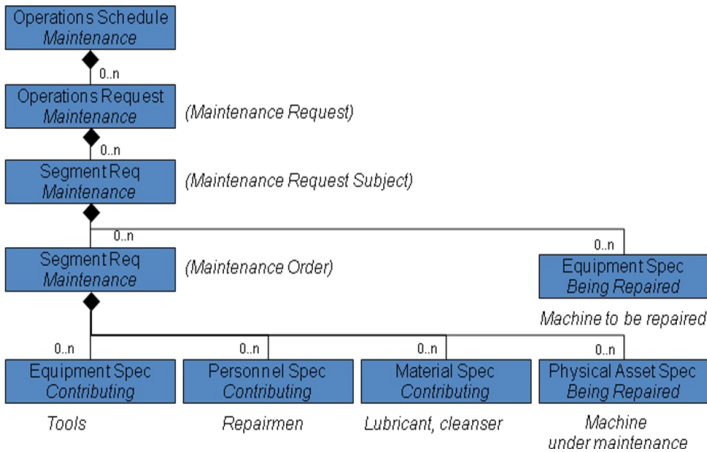 Operations Schedule
Maintenance
0..n
Operations Request
Maintenance
(Maintenance Request)
0..n
Segment Req
Maintenance
(Maintenance Request Subject)
0..n
0..n
Segment Req
Maintenance
(Maintenance Order)
Equipment Spec
Being Repaired
Machine to be repaired
0..n
0..n
0..n
0..n
Equipment Spec
Contributing
Personnel Spec
Contributing
Material Spec
Contributing
Physical Asset Spec
Being Repaired
Tools
Repairmen
Lubricant, cleanser
Machine
under maintenance